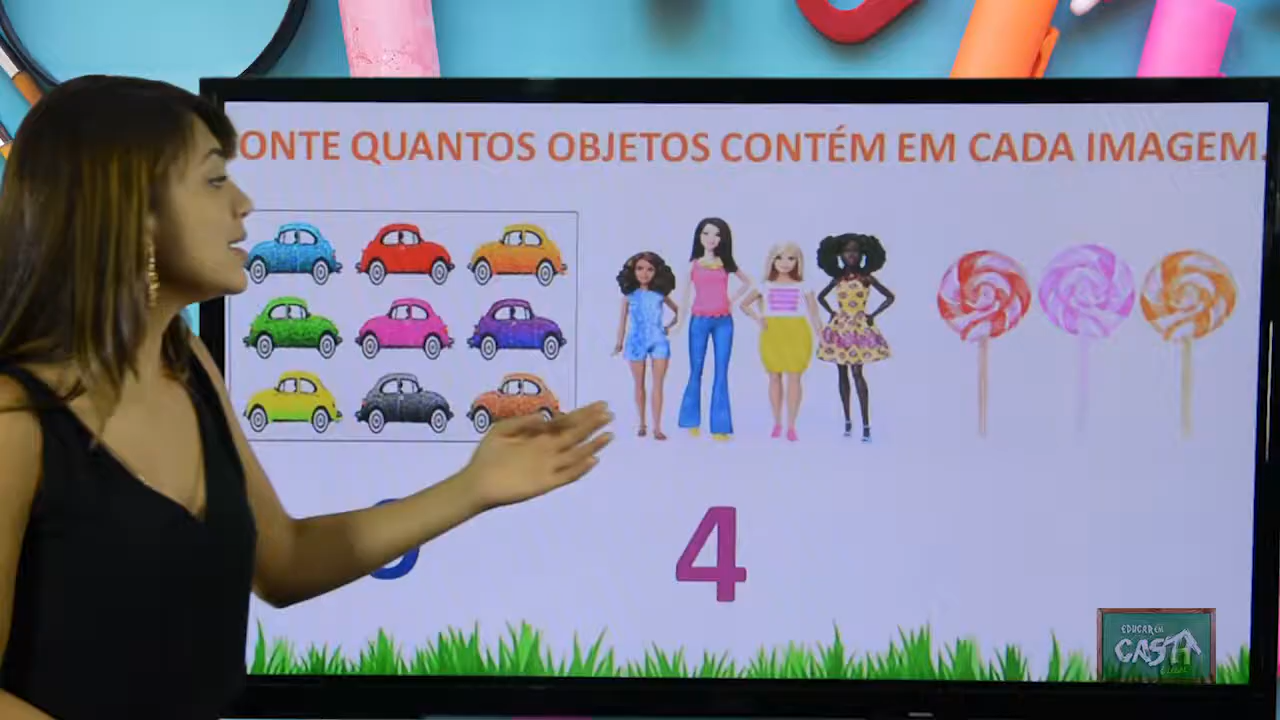 ONTE QUANTOS OBJETOS CONTÉM EM CADA IMAGEM.
4
EDUCAR EM
CASA